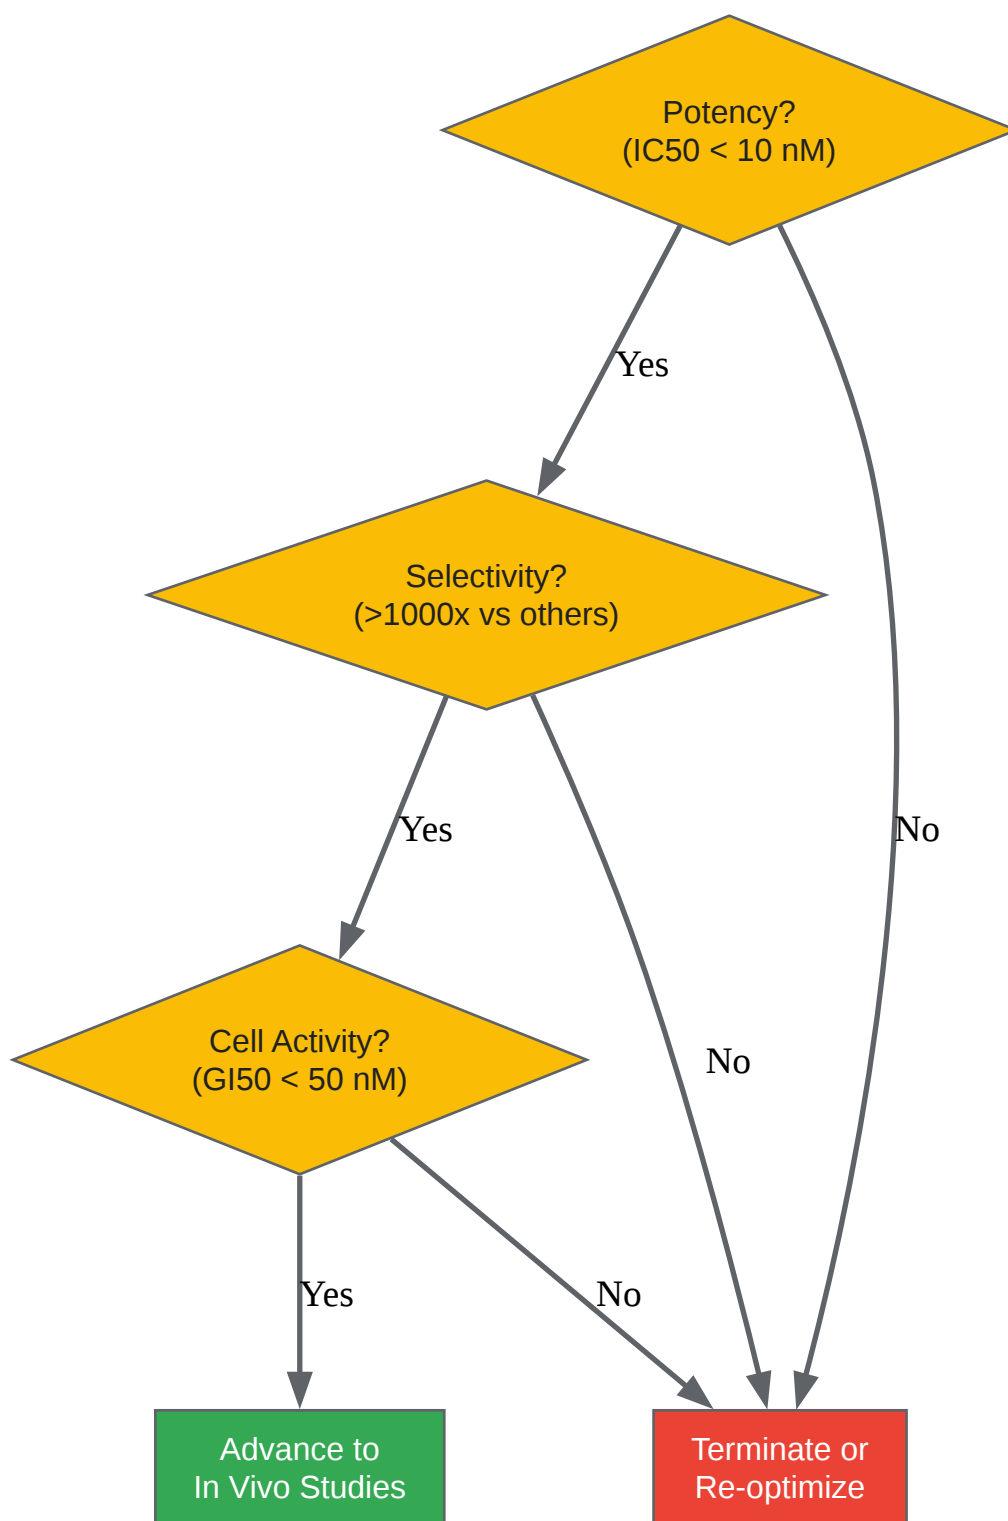 Potency?
(IC50 < 10 nM)
Yes
Selectivity?
(>1000x vs others)
Yes
No
Cell Activity?
(GI50 < 50 nM)
No
Yes
No
Advance to
In Vivo Studies
Terminate or
Re-optimize